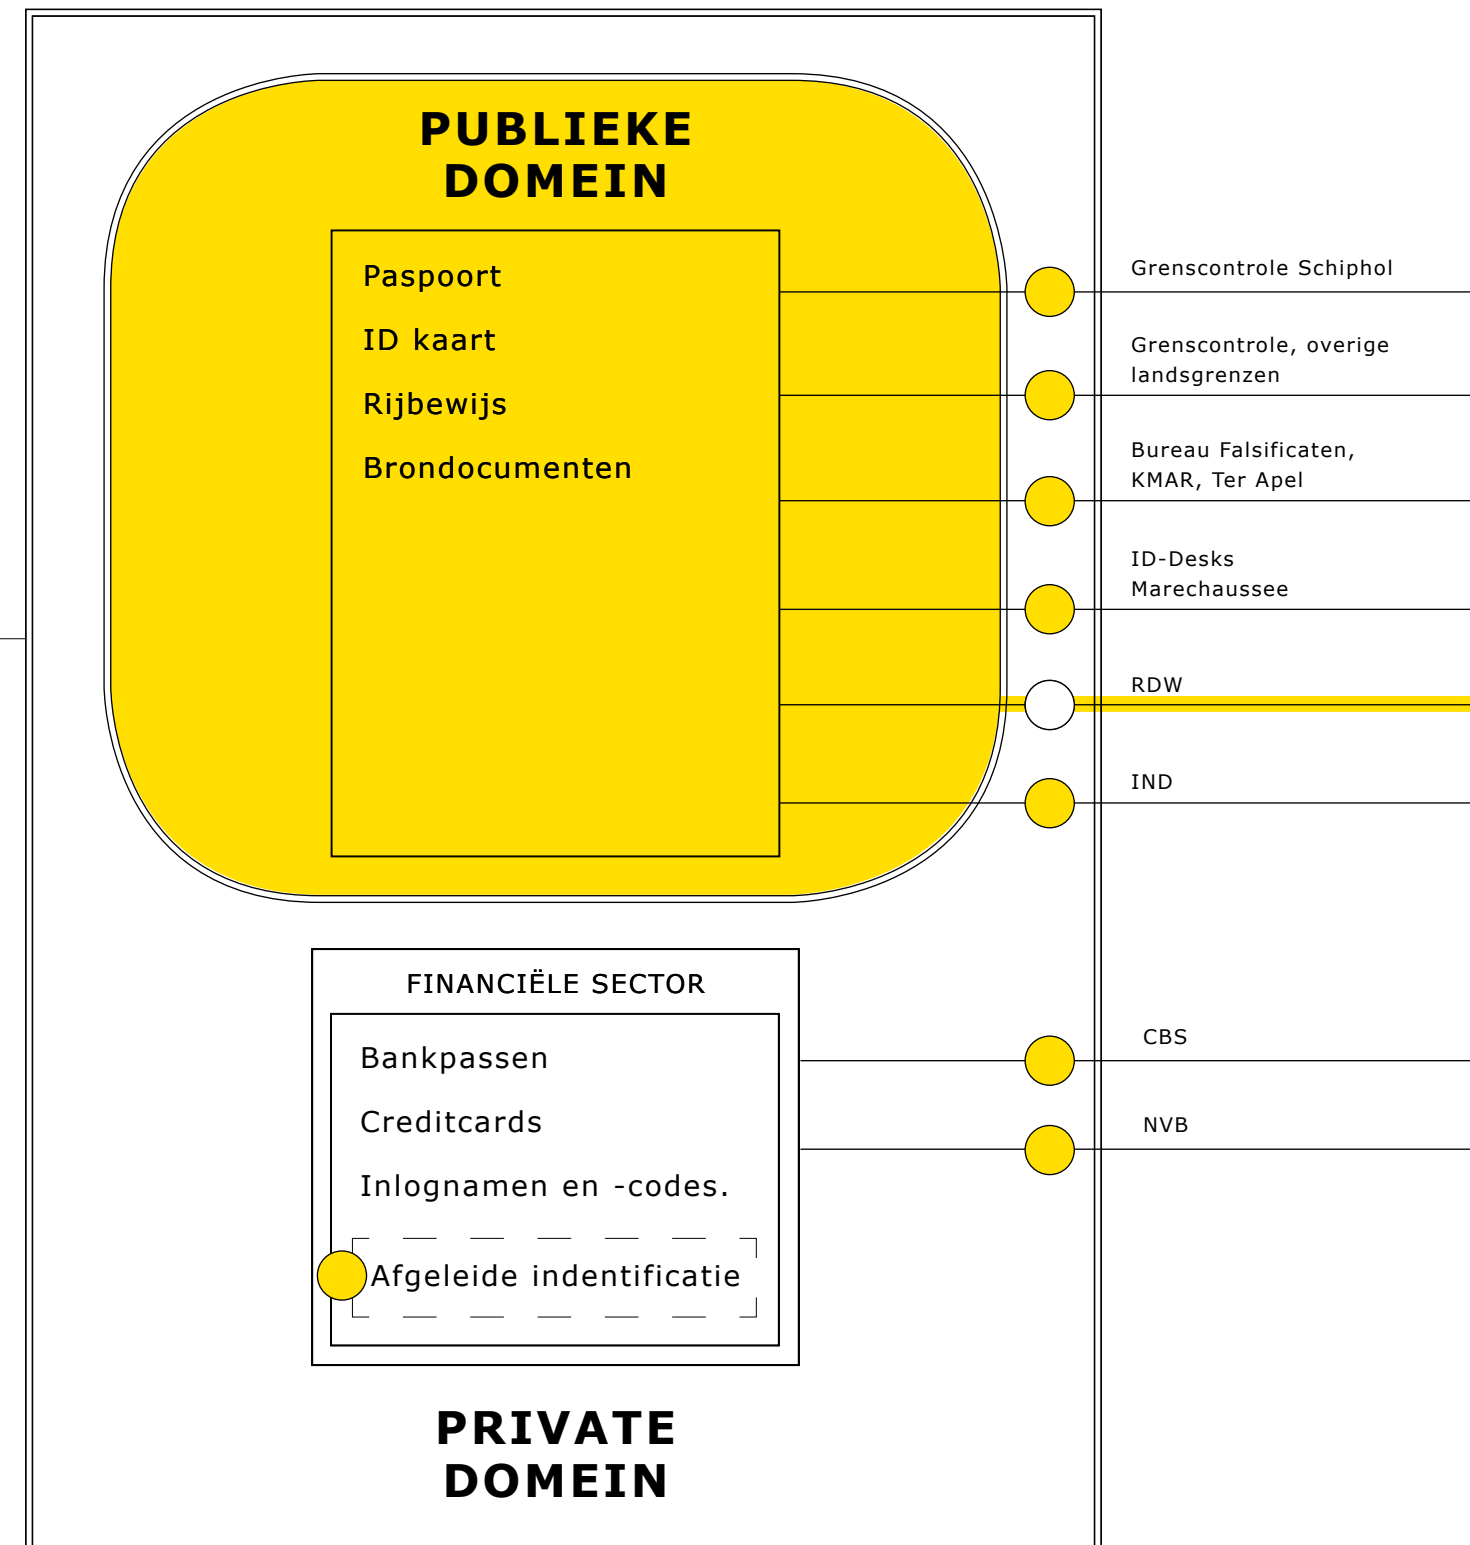 PUBLIEKE
DOMEIN
Paspoort
ID kaart
Rijbewijs
Brondocumenten
Grenscontrole Schiphol
Grenscontrole, overige
landsgrenzen
Bureau Falsificaten,
KMAR, Ter Apel
ID-Desks
Marechaussee
RDW
IND
FINANCIËLE SECTOR
Bankpassen
Creditcards
Inlognamen en -codes.
Afgeleide indentificatie
CBS
NVB
PRIVATE
DOMEIN